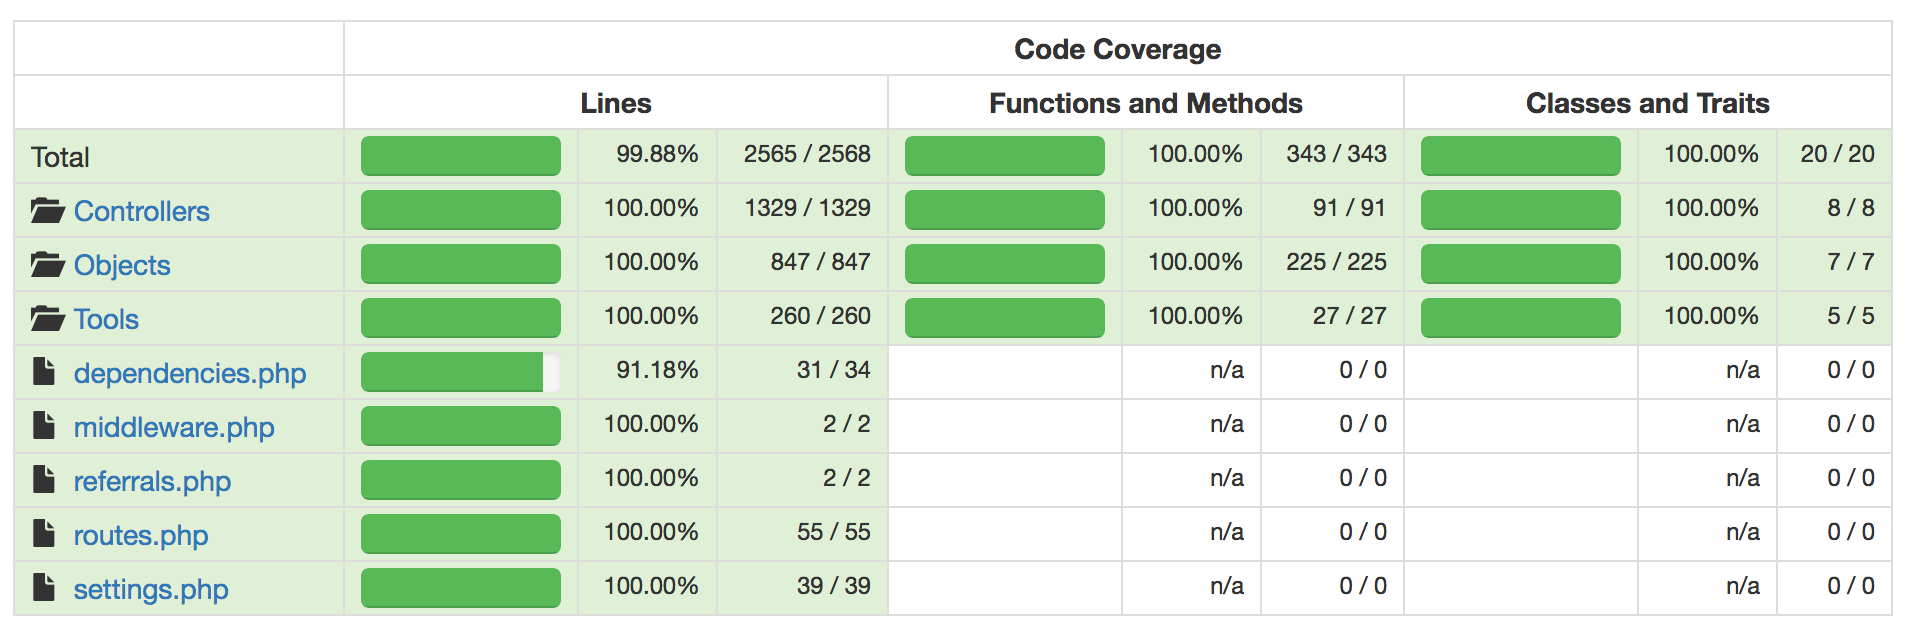 Code Coverage
Lines Functions and Methods Classes and Traits
Total 99.88% 2565 / 2568 100.00% 343 / 343 100.00% 20 / 20
Controllers 100.00% 1329 / 1329 100.00% 91 / 91 100.00% 8 / 8
Objects 100.00% 847 / 847 100.00% 225 / 225 100.00% 7 / 7
Tools 100.00% 260 / 260 100.00% 27 / 27 100.00% 5 / 5
dependencies.php 91.18% 31 / 34 n/a 0 / 0 n/a 0 / 0
middleware.php 100.00% 2 / 2 n/a 0 / 0 n/a 0 / 0
referrals.php 100.00% 2 / 2 n/a 0 / 0 n/a 0 / 0
routes.php 100.00% 55 / 55 n/a 0 / 0 n/a 0 / 0
settings.php 100.00% 39 / 39 n/a 0 / 0 n/a 0 / 0